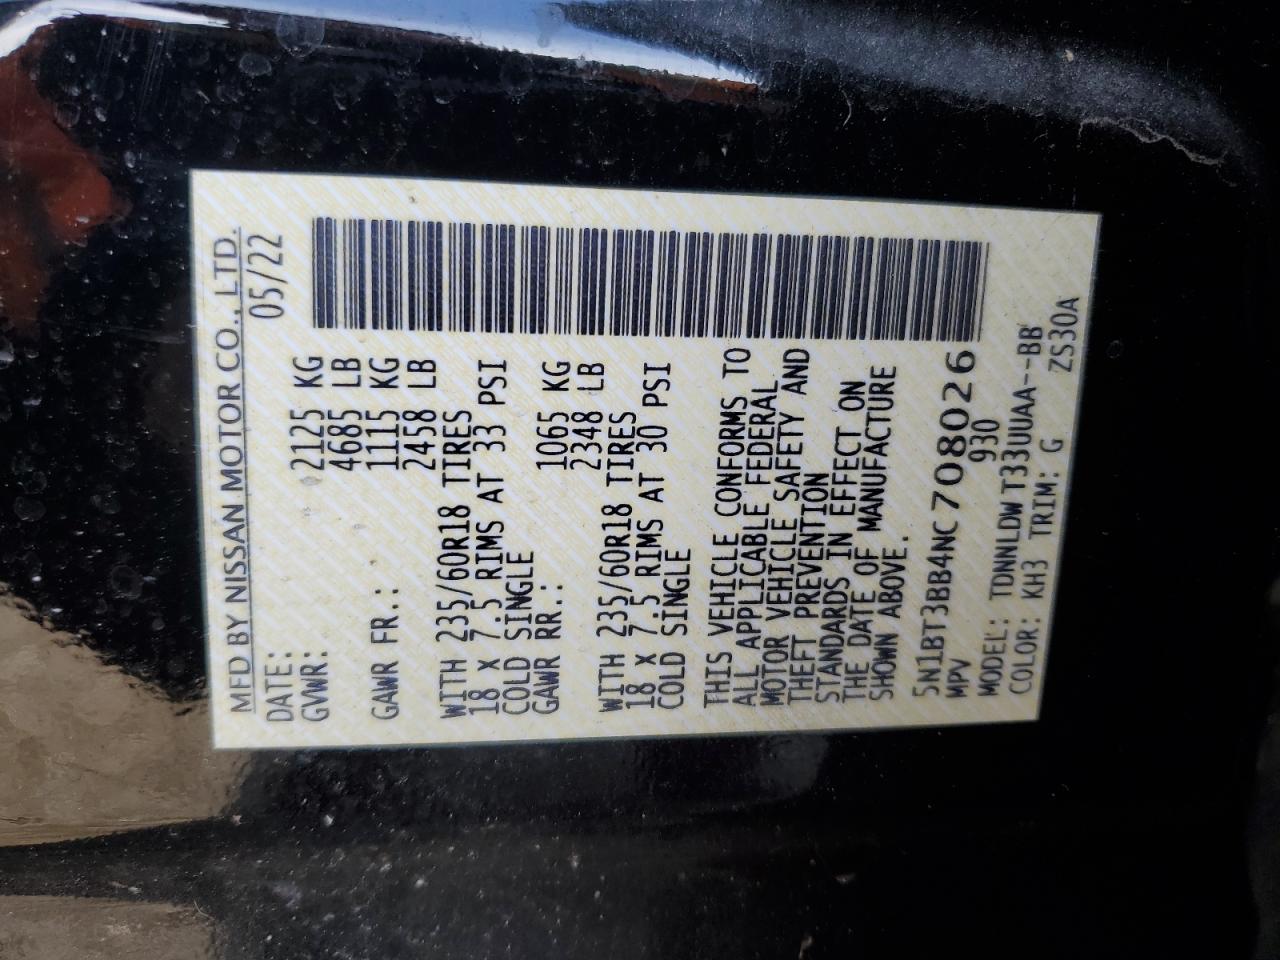 MFD BY NISSAN MOTOR CO., LTD.
DATE: 05/22
GVWR: 2125 KG
4685 LB
GAWR FR.: 1115 KG
2458 LB
WITH 235/60R18 TIRES
18 x 7.5 RIMS AT 33 PSI
COLD SINGLE
GAWR RR.: 1065 KG
2348 LB
WITH 235/60R18 TIRES
18 x 7.5 RIMS AT 30 PSI
COLD SINGLE
THIS VEHICLE CONFORMS TO
ALL APPLICABLE FEDERAL
MOTOR VEHICLE SAFETY AND
THEFT PREVENTION
STANDARDS IN EFFECT ON
THE DATE OF MANUFACTURE
SHOWN ABOVE.
5N1BT3BB4NC708026
MPV 930
MODEL: TDNNLDWT33UUAA--BB
COLOR: KH3 TRIM: G ZS30A